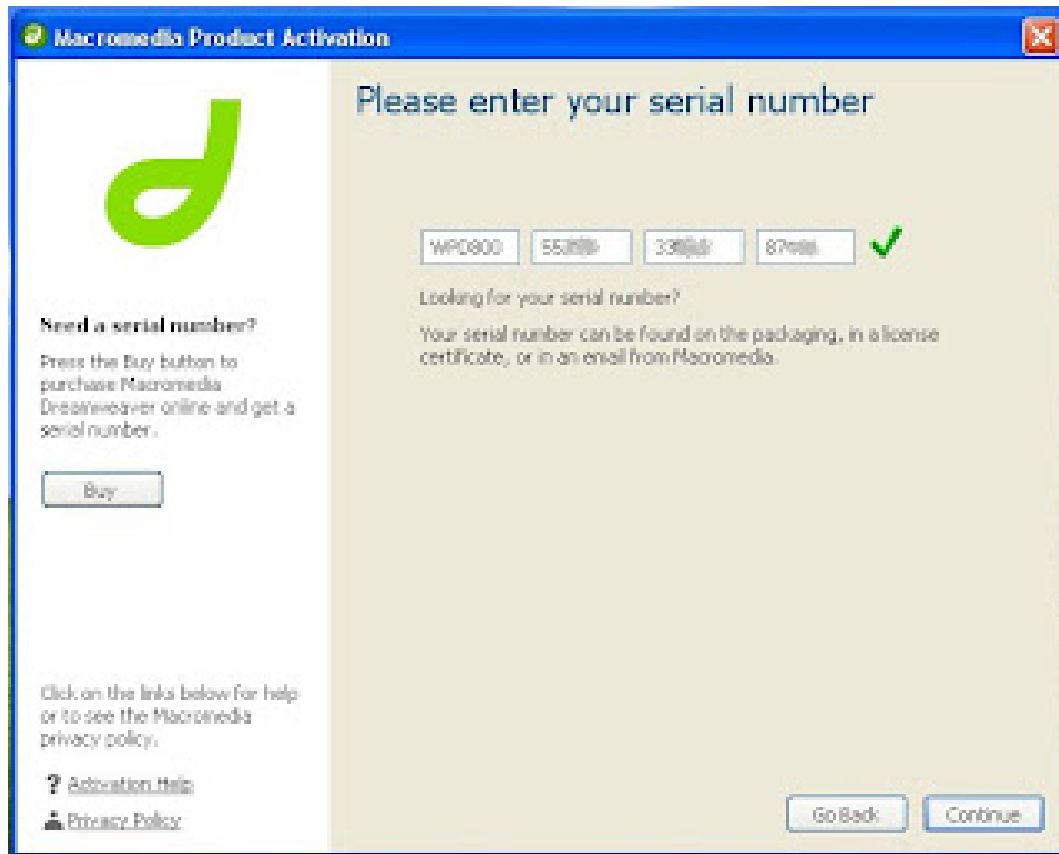 Macromedia Product Activation
Please enter your serial number
WPD800
Looking for your serial number?
Your serial number can be found on the packaging, in a license
certificate, or in an email from Macromedia.
Need a serial number?
Press the Buy button to
purchase Macromedia
Dreamweaver online and get a
serial number.
Buy
Click on the links below for help
or to see the Macromedia
privacy policy.
? Activation Help
Privacy Policy
Go Back
Continue